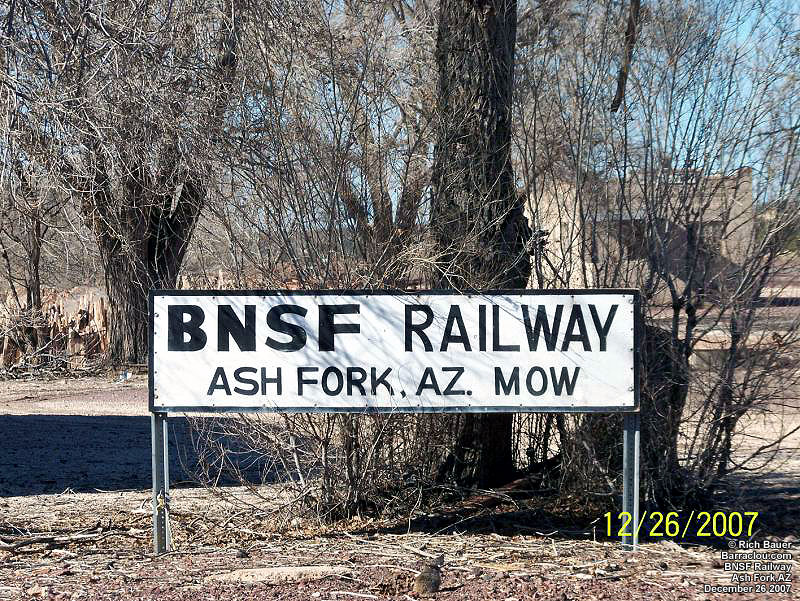 BNSF RAILWAY
ASH FORK, AZ. MOW
12/26/2007
© Rich Bauer
Barraclou.com
BNSF Railway
Ash Fork,AZ
December 26,2007